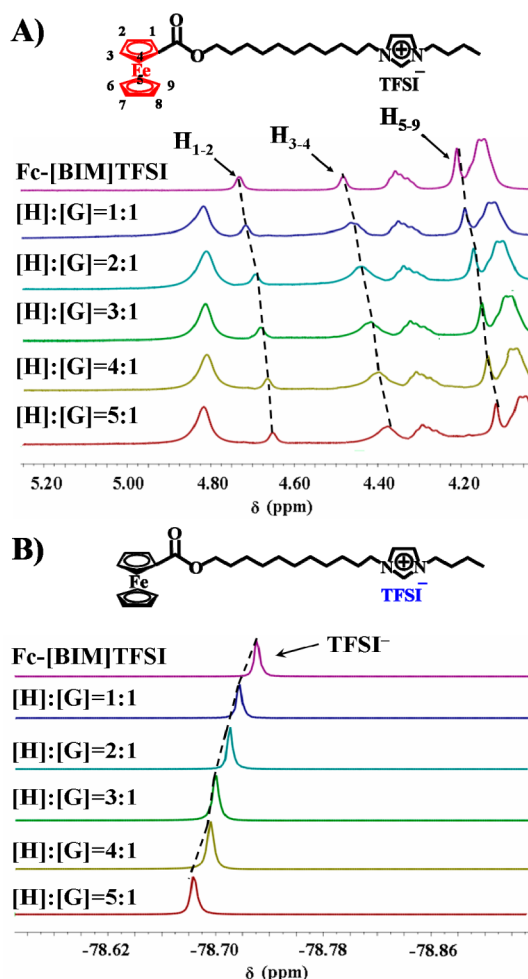 A)
O
O
N
N
TFSI⁻
2 1
3 4
Fe
5
6 9
7 8
H₁₋₂
H₃₋₄
H₅₋₉
Fc-[BIM]TFSI
[H]:[G]=1:1
[H]:[G]=2:1
[H]:[G]=3:1
[H]:[G]=4:1
[H]:[G]=5:1
5.20 5.00 4.80 4.60 4.40 4.20
δ (ppm)
B)
O
O
Fe
N
N
TFSI⁻
TFSI⁻
Fc-[BIM]TFSI
[H]:[G]=1:1
[H]:[G]=2:1
[H]:[G]=3:1
[H]:[G]=4:1
[H]:[G]=5:1
-78.62 -78.70 -78.78 -78.86
δ (ppm)